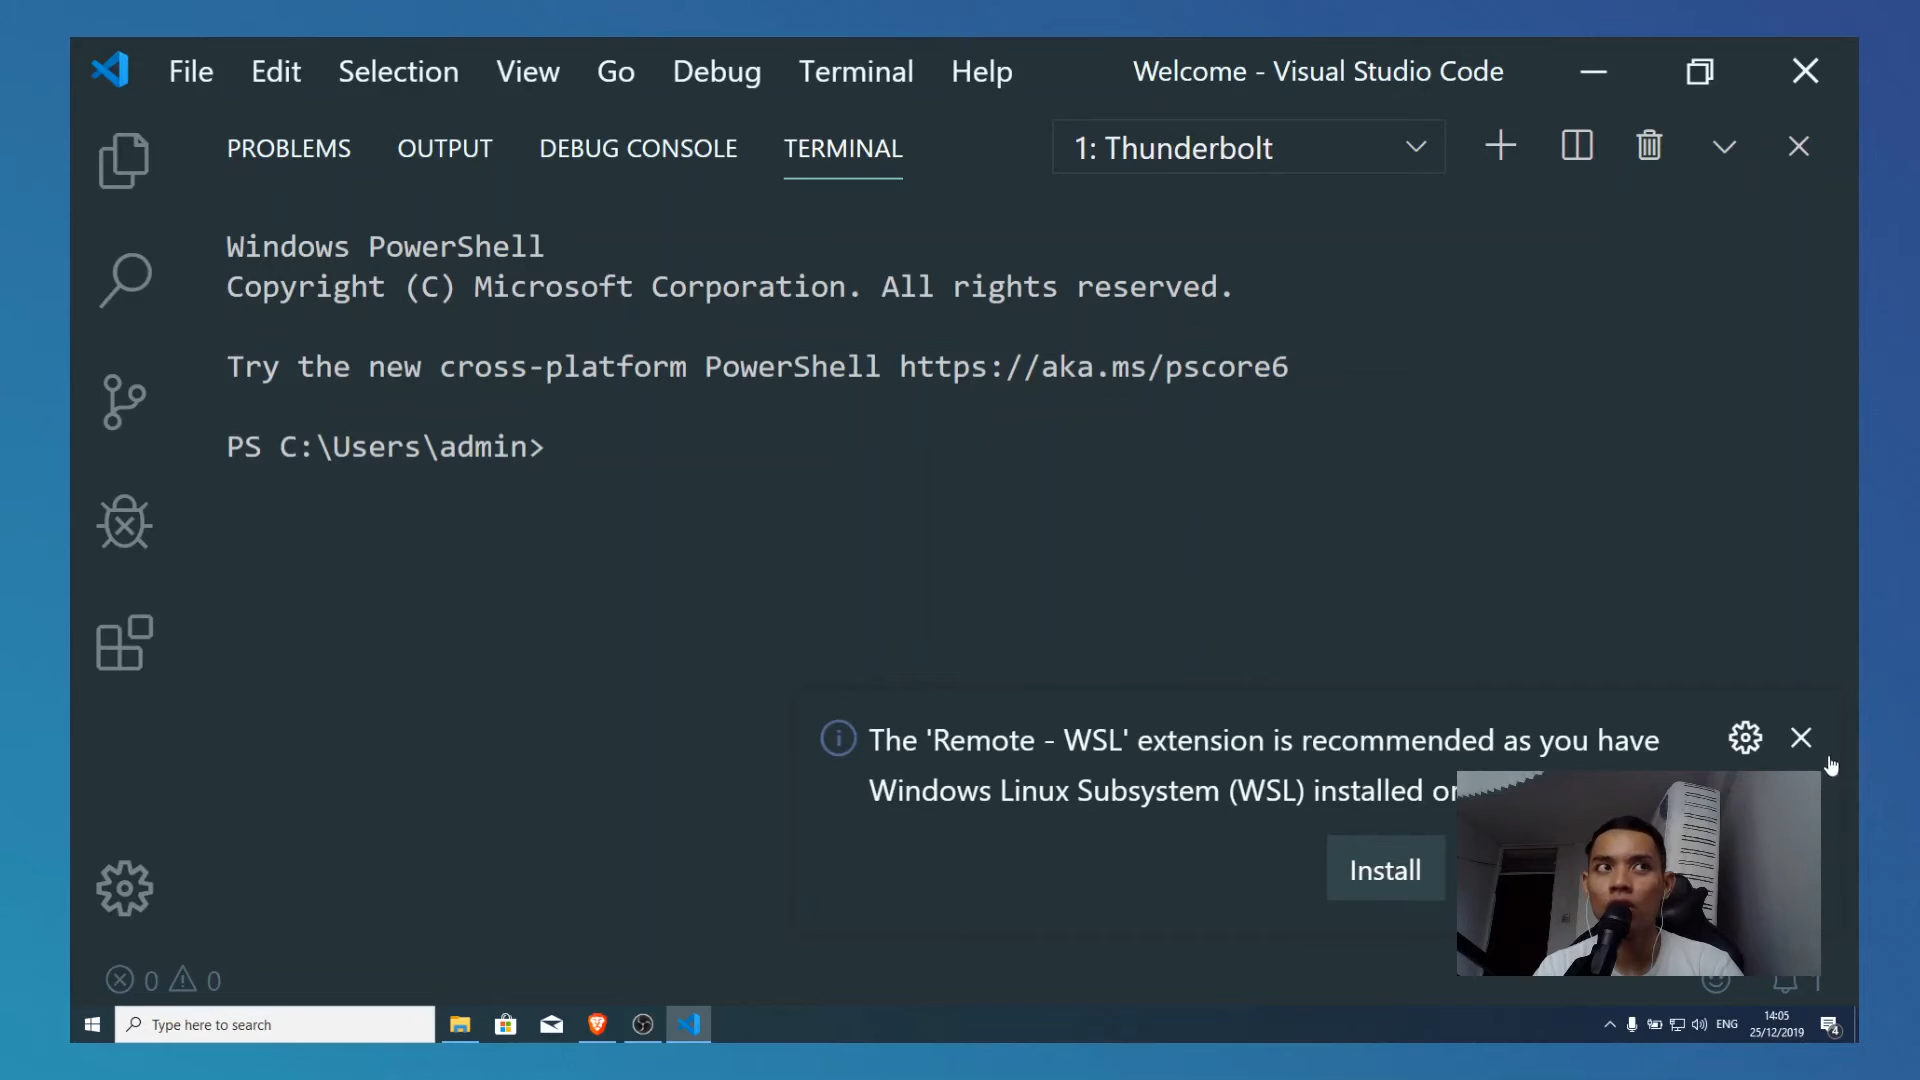 File Edit Selection View Go Debug Terminal Help Welcome - Visual Studio Code
PROBLEMS OUTPUT DEBUG CONSOLE TERMINAL 1: Thunderbolt
Windows PowerShell
Copyright (C) Microsoft Corporation. All rights reserved.
Try the new cross-platform PowerShell https://aka.ms/pscore6
PS C:\Users\admin>
The 'Remote - WSL' extension is recommended as you have
Windows Linux Subsystem (WSL) installed
Install
0 0
Type here to search
ENG
14:05
25/12/2019
4